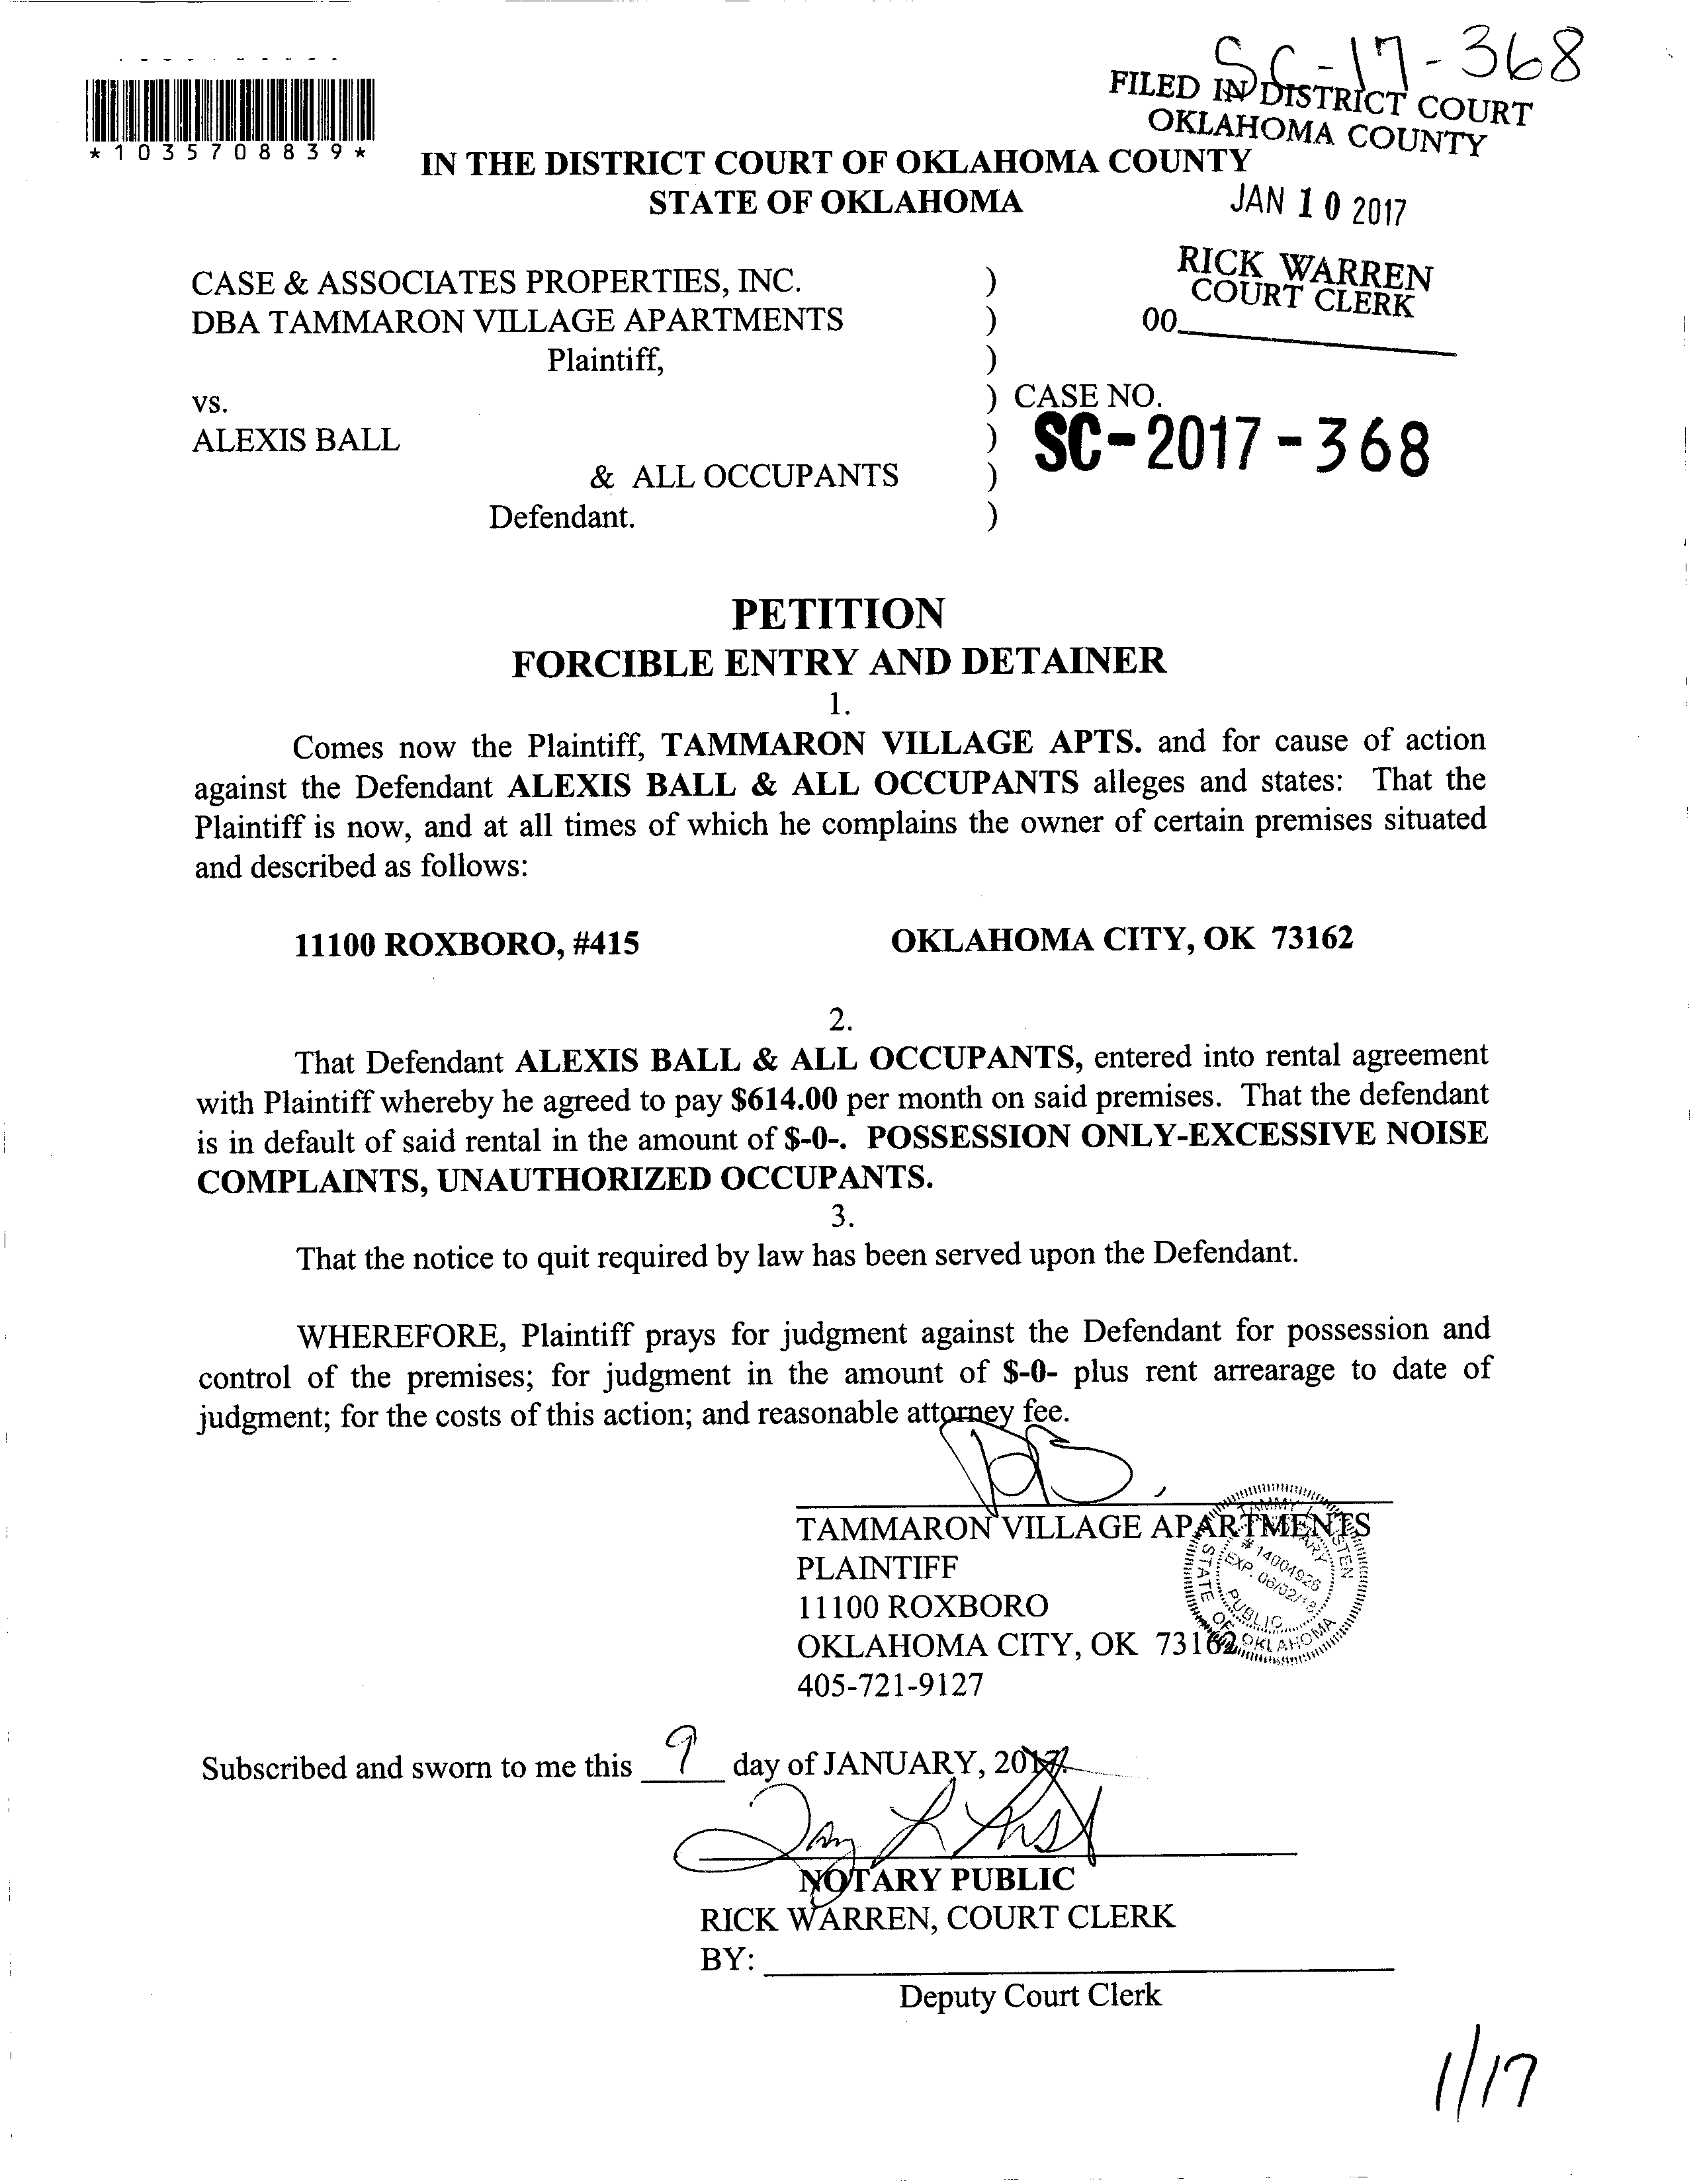 SC-17-368
FILED IN DISTRICT COURT
OKLAHOMA COUNTY
*1035708839*
IN THE DISTRICT COURT OF OKLAHOMA COUNTY
STATE OF OKLAHOMA
JAN 10 2017
RICK WARREN
COURT CLERK
00
CASE & ASSOCIATES PROPERTIES, INC. )
DBA TAMMARON VILLAGE APARTMENTS )
Plaintiff, )
vs. ) CASE NO.
ALEXIS BALL ) SC-2017-368
& ALL OCCUPANTS )
Defendant. )
PETITION
FORCIBLE ENTRY AND DETAINER
1.
Comes now the Plaintiff, TAMMARON VILLAGE APTS. and for cause of action
against the Defendant ALEXIS BALL & ALL OCCUPANTS alleges and states: That the
Plaintiff is now, and at all times of which he complains the owner of certain premises situated
and described as follows:
11100 ROXBORO, #415 OKLAHOMA CITY, OK 73162
2.
That Defendant ALEXIS BALL & ALL OCCUPANTS, entered into rental agreement
with Plaintiff whereby he agreed to pay $614.00 per month on said premises. That the defendant
is in default of said rental in the amount of $-0-. POSSESSION ONLY-EXCESSIVE NOISE
COMPLAINTS, UNAUTHORIZED OCCUPANTS.
3.
That the notice to quit required by law has been served upon the Defendant.
WHEREFORE, Plaintiff prays for judgment against the Defendant for possession and
control of the premises; for judgment in the amount of $-0- plus rent arrearage to date of
judgment; for the costs of this action; and reasonable attorney fee.
TAMMARON VILLAGE APARTMENTS
PLAINTIFF
11100 ROXBORO
OKLAHOMA CITY, OK 73162
405-721-9127
TAMMY
# 14004926
EXP. 06/02/18
PUBLIC
STATE OF OKLAHOMA
Subscribed and sworn to me this 9 day of JANUARY, 2017.
NOTARY PUBLIC
RICK WARREN, COURT CLERK
BY:
Deputy Court Clerk
1/17